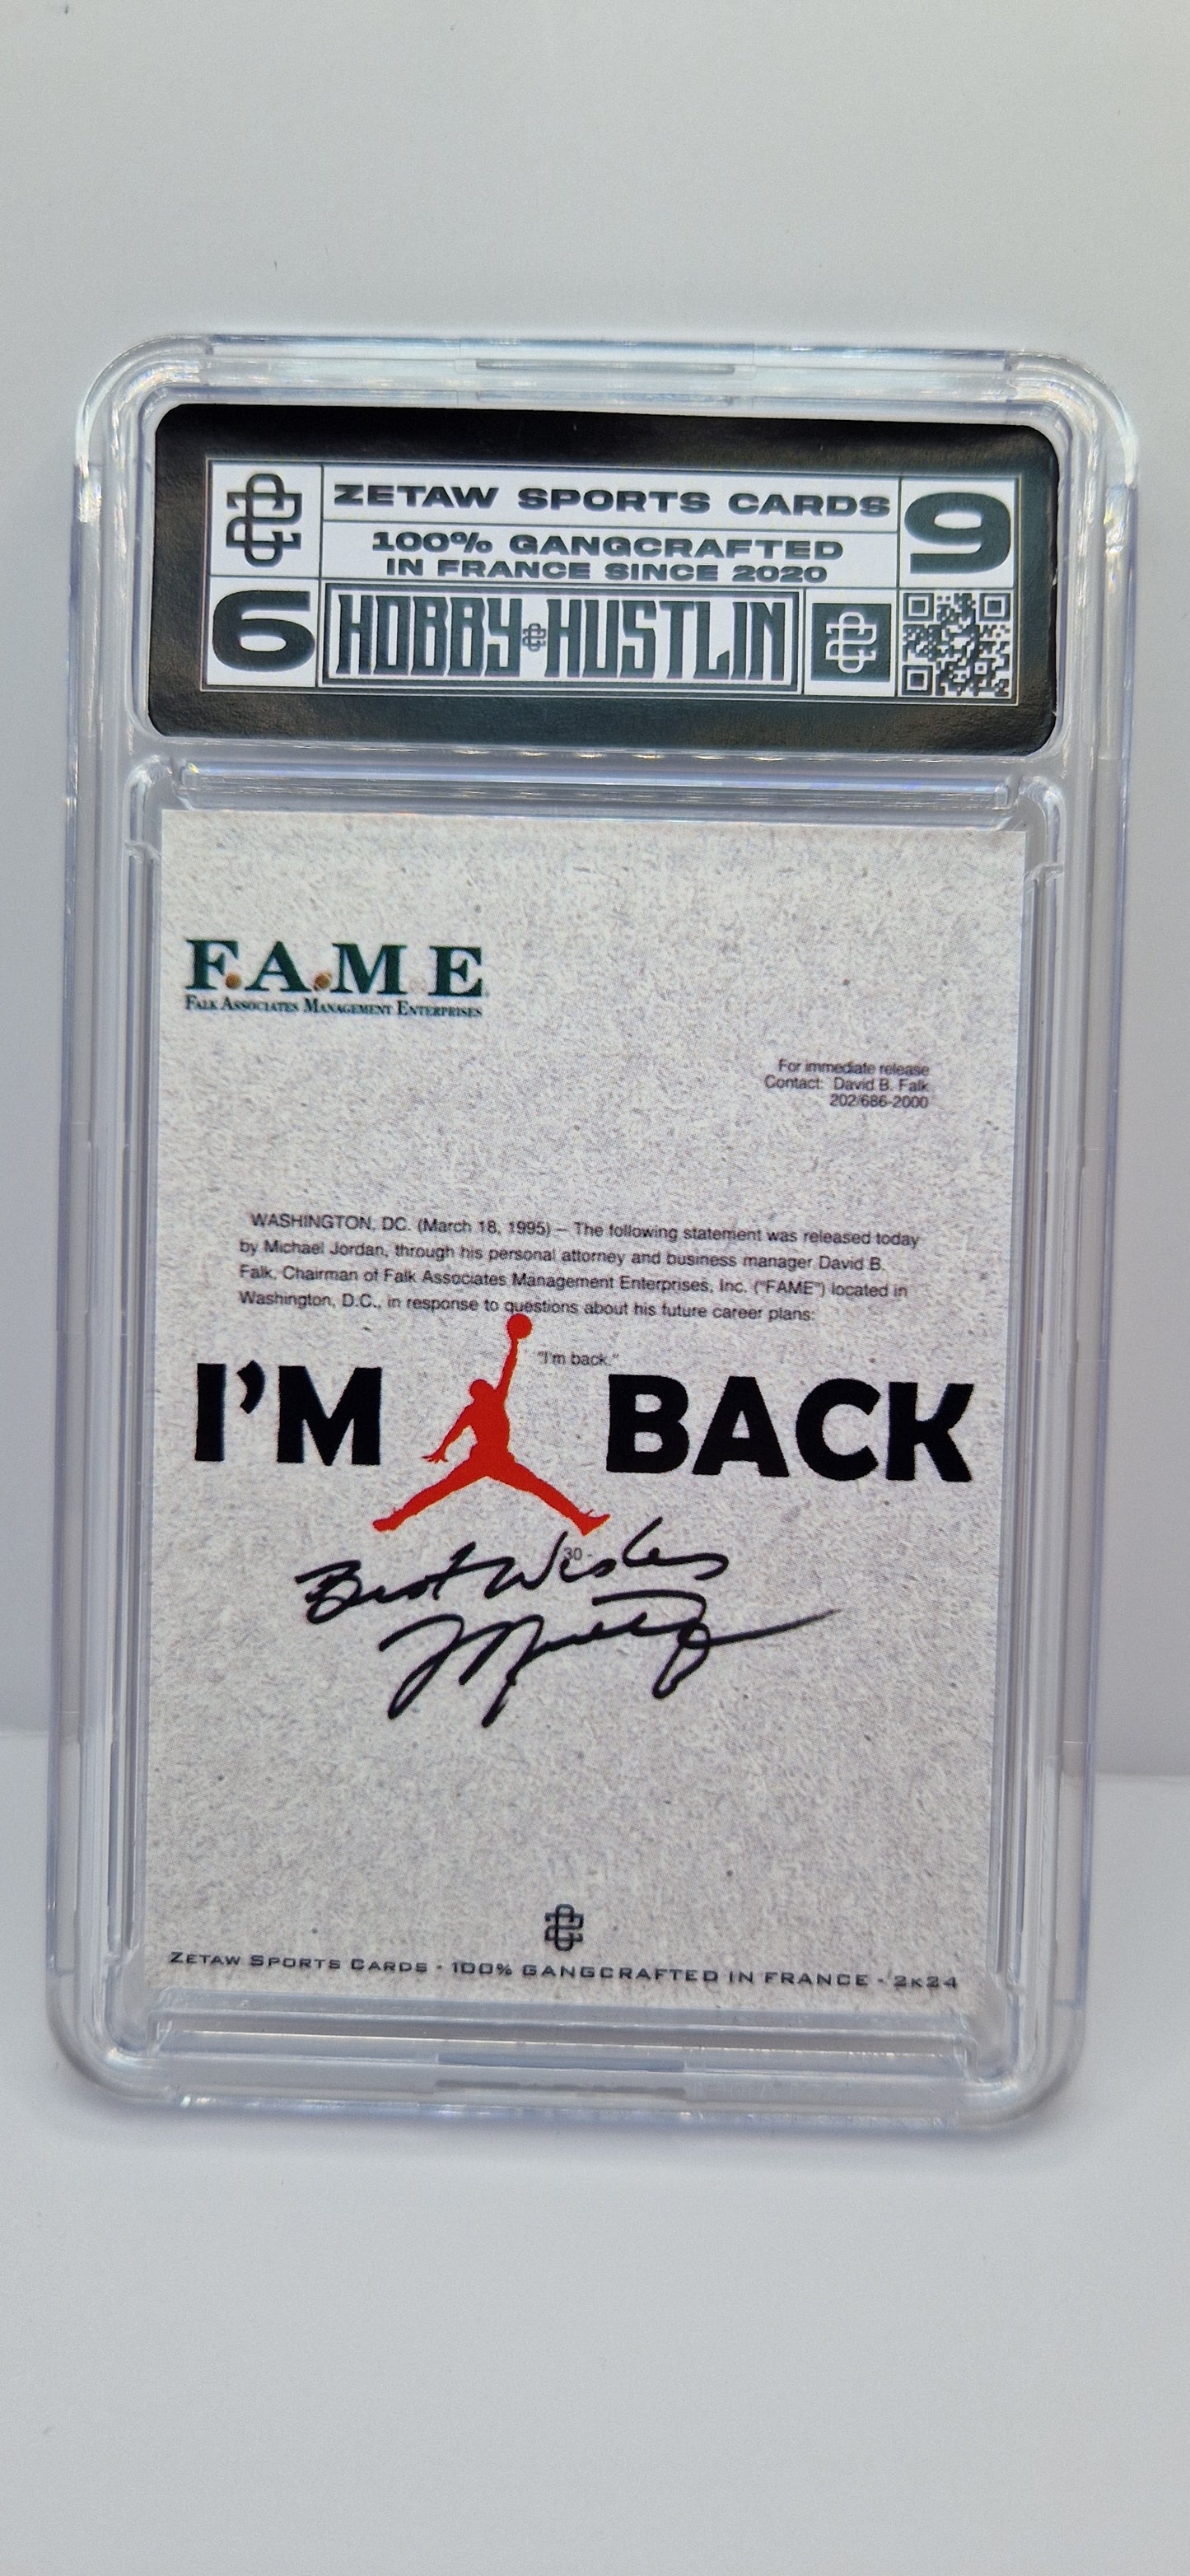 ZETAW SPORTS CARDS
9
100% GANGCRAFTED
IN FRANCE SINCE 2020
6
HOBBY HUSTLIN
F.A.M E
FALK ASSOCIATES MANAGEMENT ENTERPRISES
For immediate release
Contact: David B. Falk
202/686-2000
WASHINGTON, DC. (March 18, 1995) – The following statement was released today
by Michael Jordan, through his personal attorney and business manager David B.
Falk, Chairman of Falk Associates Management Enterprises, Inc. ("FAME") located in
Washington, D.C., in response to questions about his future career plans:
"I'm back."
I'M BACK
30 -
Best Wishes
ZETAW SPORTS CARDS - 100% GANGCRAFTED IN FRANCE - 2K24